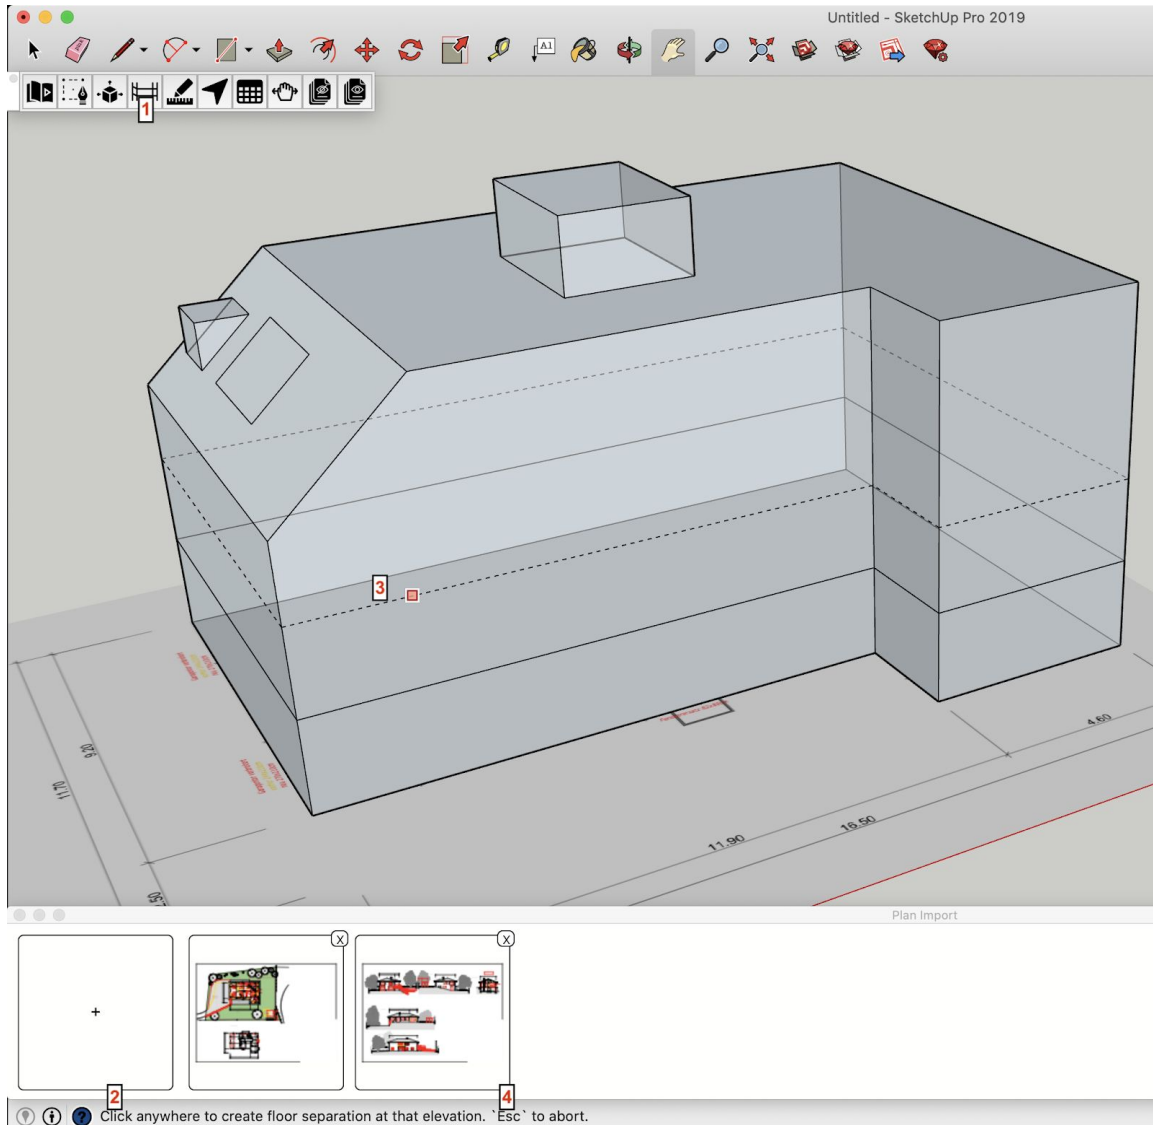 Untitled - SketchUp Pro 2019
A1
1
3
9.20
11.70
4.60
11.90
16.50
Plan Import
X
X
+
2
4
Click anywhere to create floor separation at that elevation. `Esc` to abort.